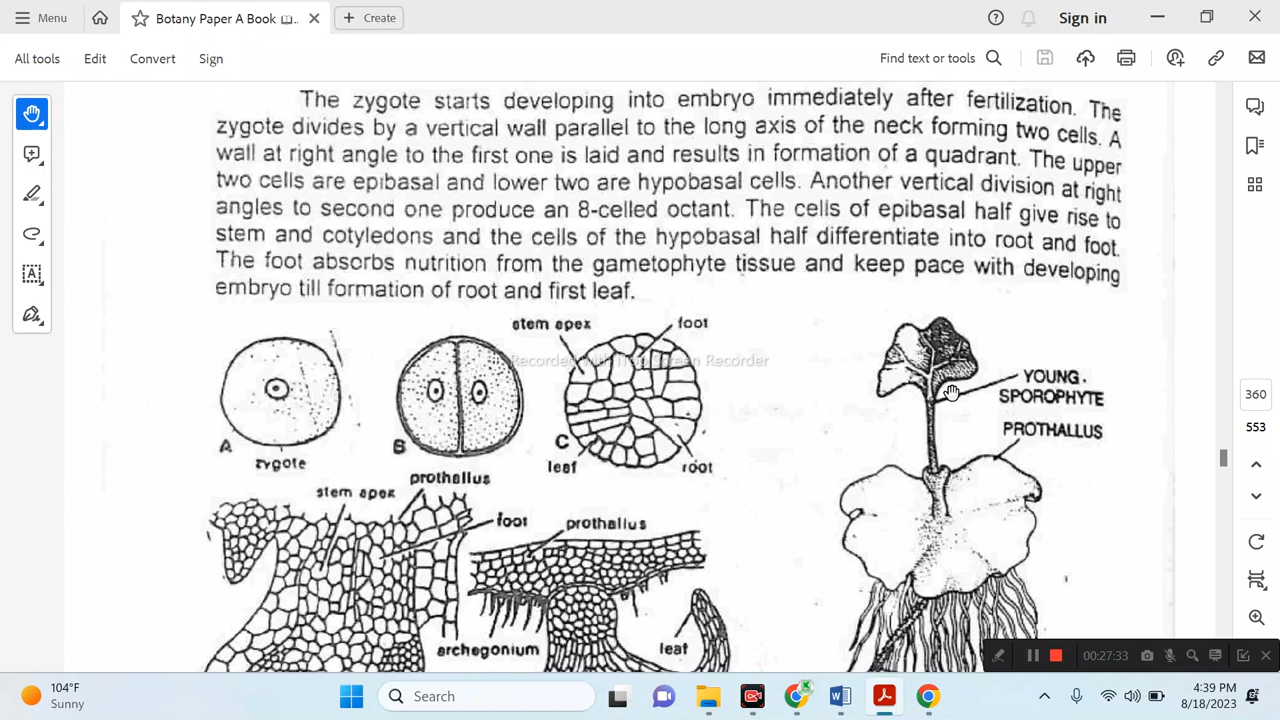 Menu
Botany Paper A Book ...
Create
Sign in
All tools
Edit
Convert
Sign
Find text or tools
The zygote starts developing into embryo immediately after fertilization. The
zygote divides by a vertical wall parallel to the long axis of the neck forming two cells. A
wall at right angle to the first one is laid and results in formation of a quadrant. The upper
two cells are epibasal and lower two are hypobasal cells. Another vertical division at right
angles to second one produce an 8-celled octant. The cells of epibasal half give rise to
stem and cotyledons and the cells of the hypobasal half differentiate into root and foot.
The foot absorbs nutrition from the gametophyte tissue and keep pace with developing
embryo till formation of root and first leaf.
stem apex
foot
Recorded with Screen Recorder
YOUNG.
SPOROPHYTE
PROTHALLUS
A
zygote
B
C
leaf
root
prothallus
stem apex
foot
prothallus
archegonium
leaf
360
553
00:27:33
104°F
Sunny
Search
4:39 PM
8/18/2023